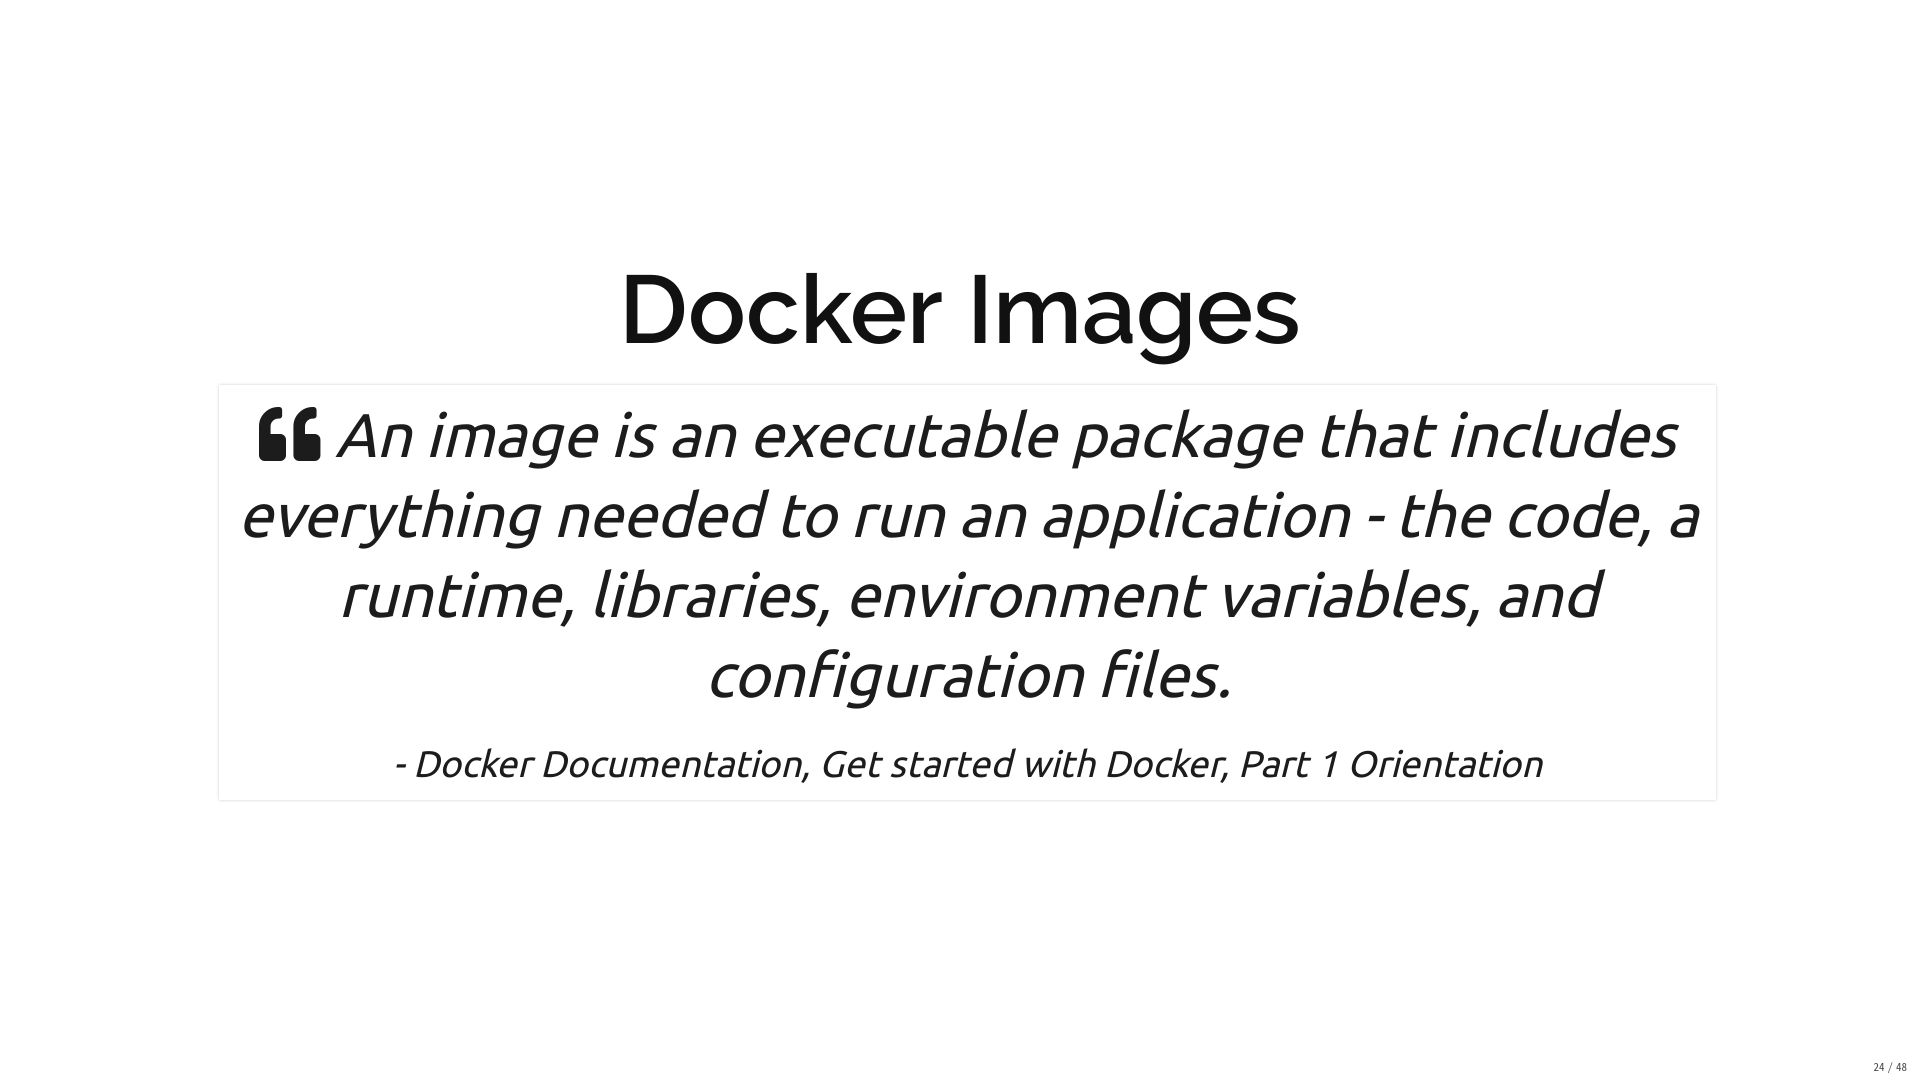 Docker Images
❝ An image is an executable package that includes
everything needed to run an application - the code, a
runtime, libraries, environment variables, and
configuration files.
- Docker Documentation, Get started with Docker, Part 1 Orientation
24 / 48